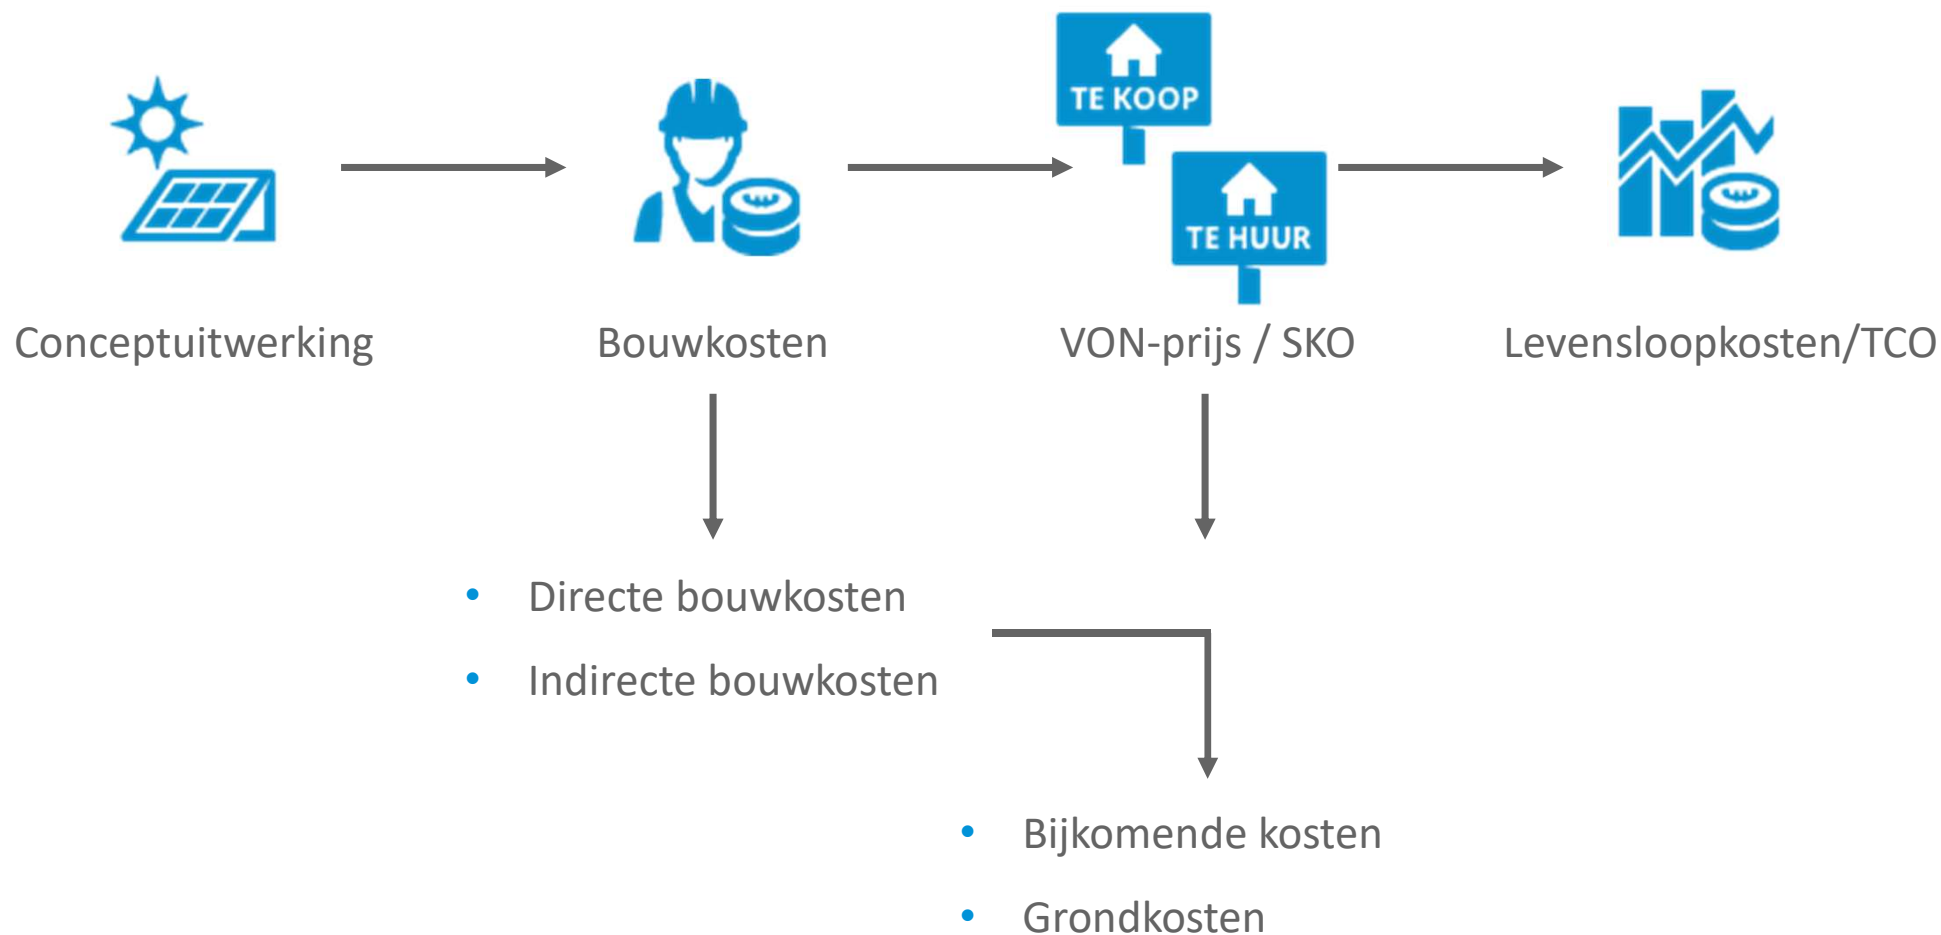 TE KOOP
TE HUUR
Conceptuitwerking
Bouwkosten
VON-prijs / SKO
Levensloopkosten/TCO
• Directe bouwkosten
• Indirecte bouwkosten
• Bijkomende kosten
• Grondkosten